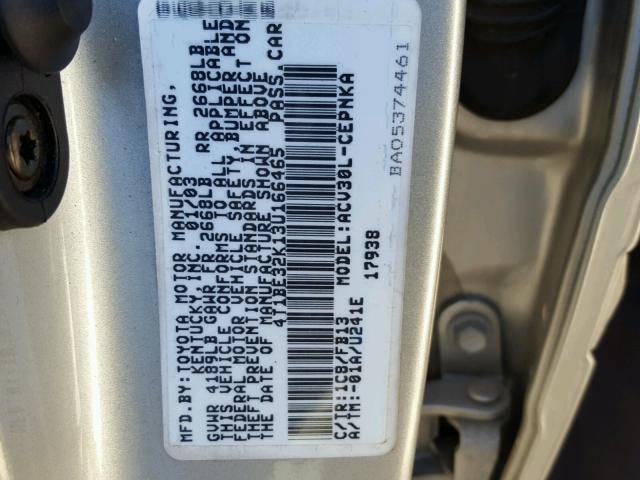 MFD.BY:TOYOTA MOTOR MANUFACTURING,
KENTUCKY, INC. 01/03
GVWR 4189LB GAWR FR 2668LB RR 2668LB
THIS VEHICLE CONFORMS TO ALL APPLICABLE
FEDERAL MOTOR VEHICLE SAFETY, BUMPER AND
THEFT PREVENTION STANDARDS IN EFFECT ON
THE DATE OF MANUFACTURE SHOWN ABOVE
4T1BE32K13U166465 PASS.CAR
MODEL:ACV30L-CEPNKA
17938
C/TR:1C8/FB13
A/TM:-01A/U241E
BA05374461